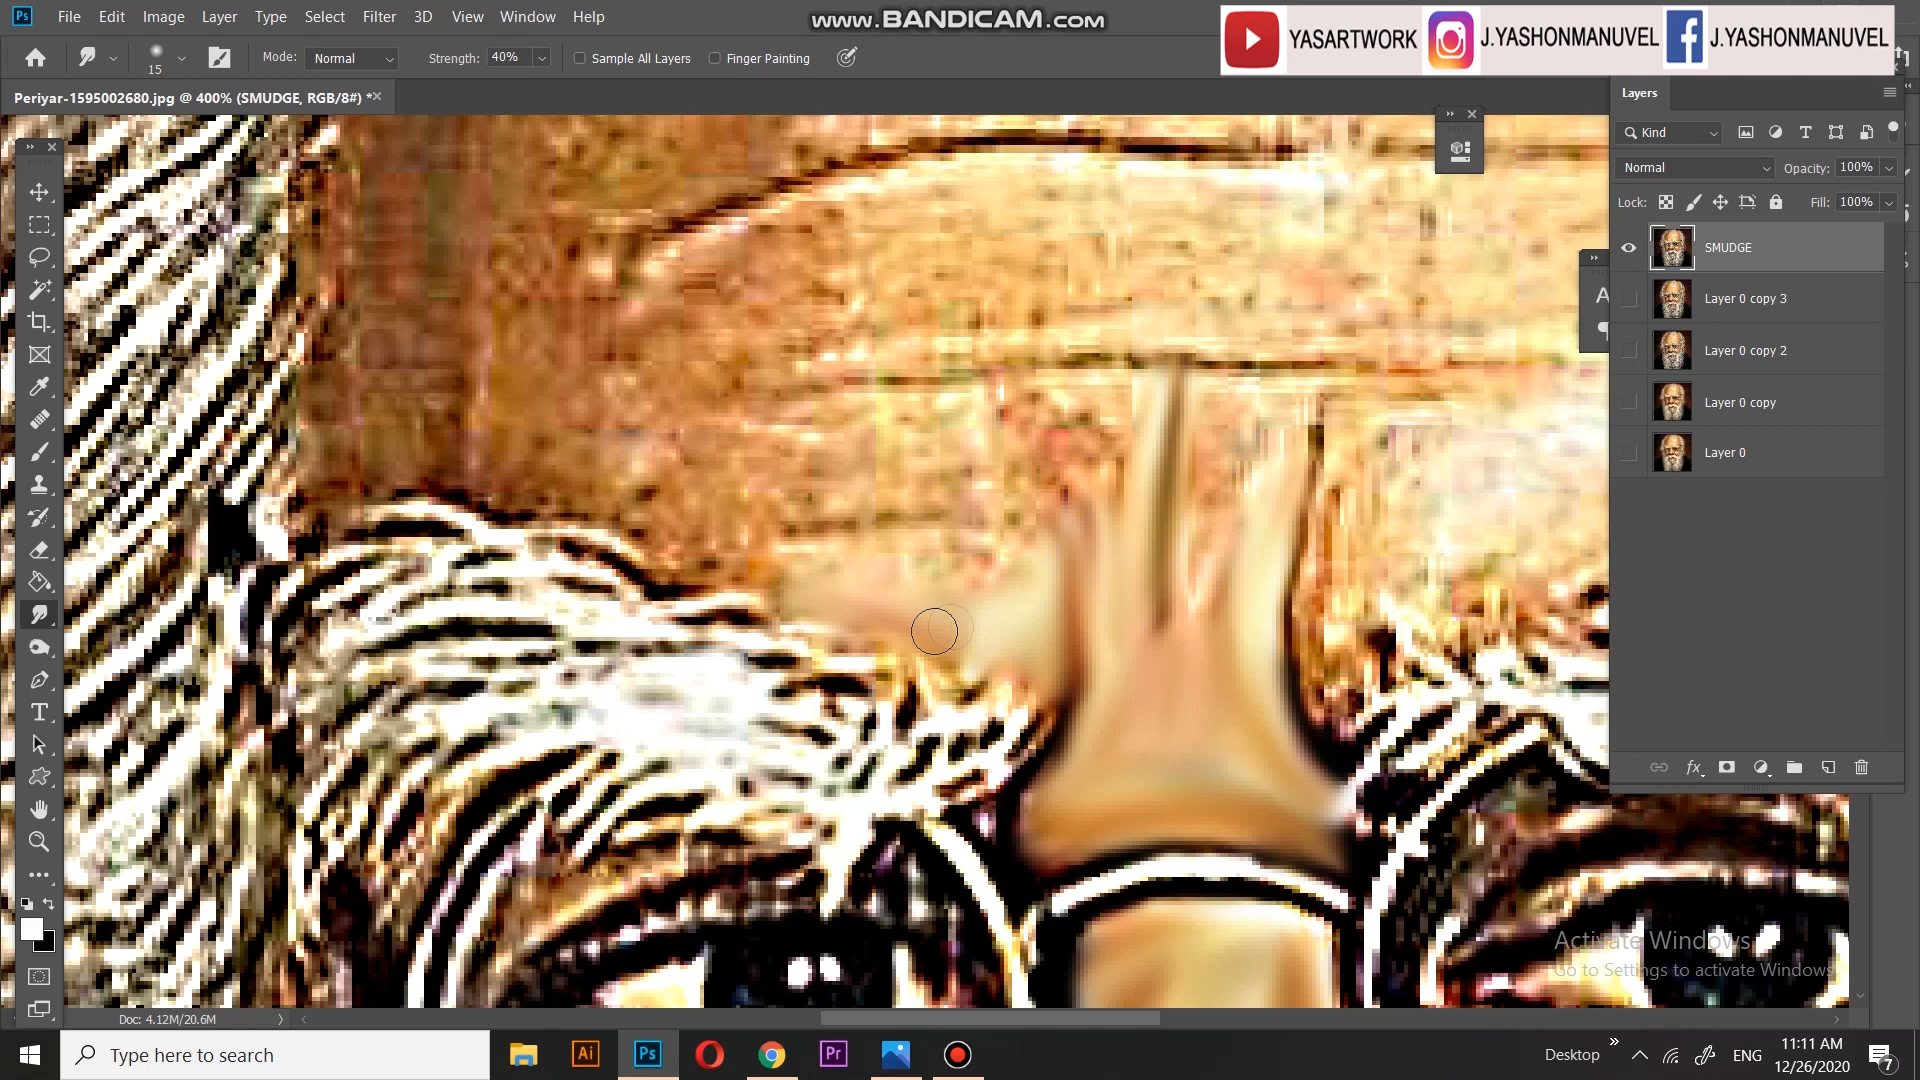 File Edit Image Layer Type Select Filter 3D View Window Help
www.BANDICAM.com
YASARTWORK J.YASHONMANUVEL J.YASHONMANUVEL
15 Mode: Normal Strength: 40% Sample All Layers Finger Painting
Periyar-1595002680.jpg @ 400% (SMUDGE, RGB/8#) *
Layers
Kind
Normal Opacity: 100%
Lock: Fill: 100%
SMUDGE
Layer 0 copy 3
Layer 0 copy 2
Layer 0 copy
Layer 0
Activate Windows
Go to Settings to activate Windows.
Doc: 4.12M/20.6M
Type here to search
Ai Ps Pr
Desktop ENG
11:11 AM
12/26/2020
7